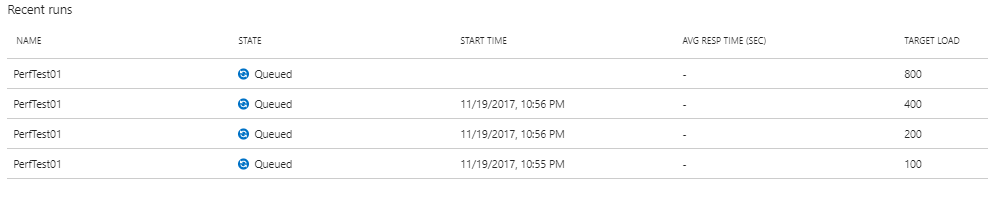 Recent runs
NAME STATE START TIME AVG RESP TIME (SEC) TARGET LOAD
PerfTest01 Queued - 800
PerfTest01 Queued 11/19/2017, 10:56 PM - 400
PerfTest01 Queued 11/19/2017, 10:56 PM - 200
PerfTest01 Queued 11/19/2017, 10:55 PM - 100